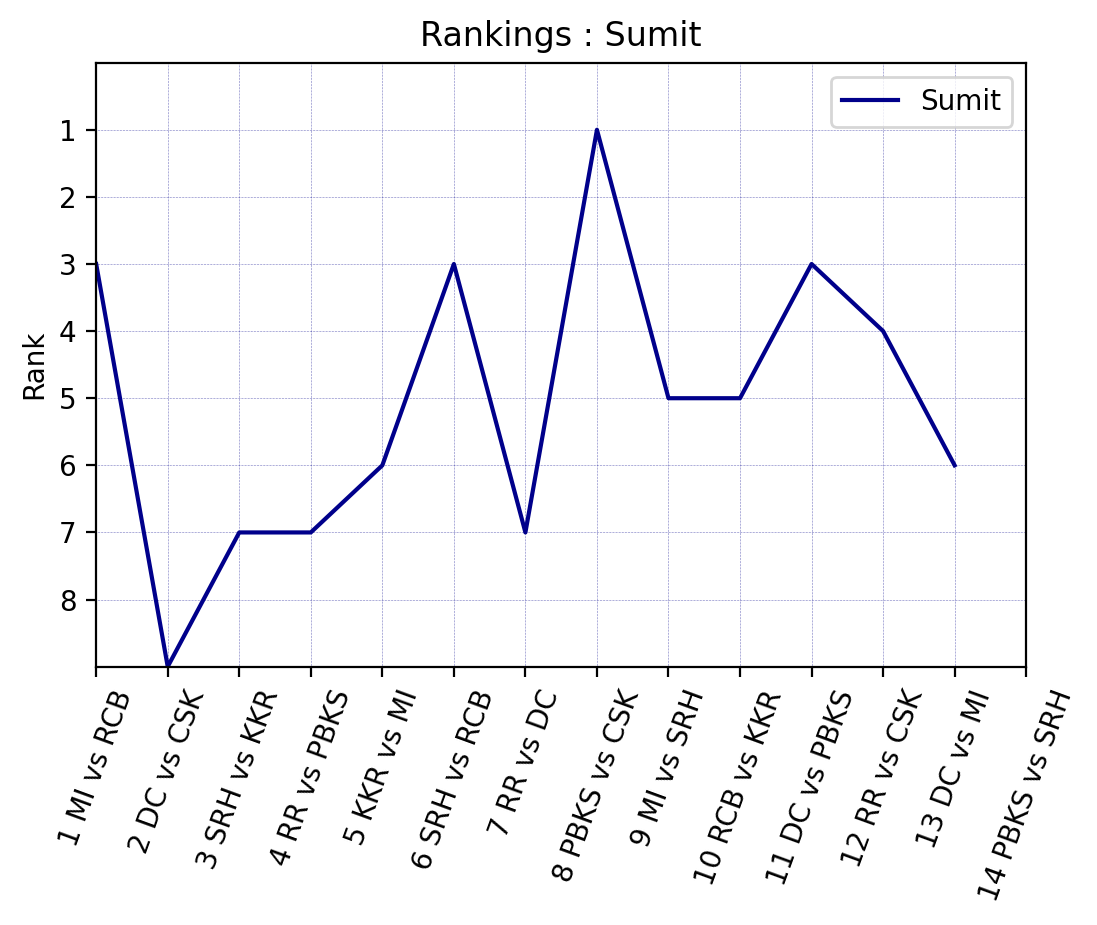 Rankings : Sumit
Sumit
Rank
1
2
3
4
5
6
7
8
1 MI vs RCB
2 DC vs CSK
3 SRH vs KKR
4 RR vs PBKS
5 KKR vs MI
6 SRH vs RCB
7 RR vs DC
8 PBKS vs CSK
9 MI vs SRH
10 RCB vs KKR
11 DC vs PBKS
12 RR vs CSK
13 DC vs MI
14 PBKS vs SRH